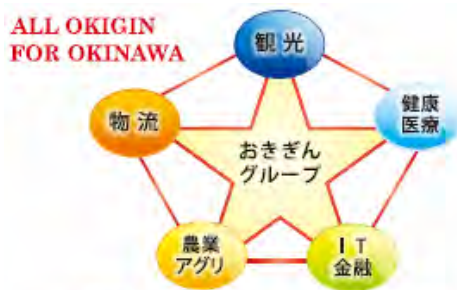 ALL OKIGIN
FOR OKINAWA
観光
物流
健康
医療
おきぎん
グループ
農業
アグリ
IT
金融